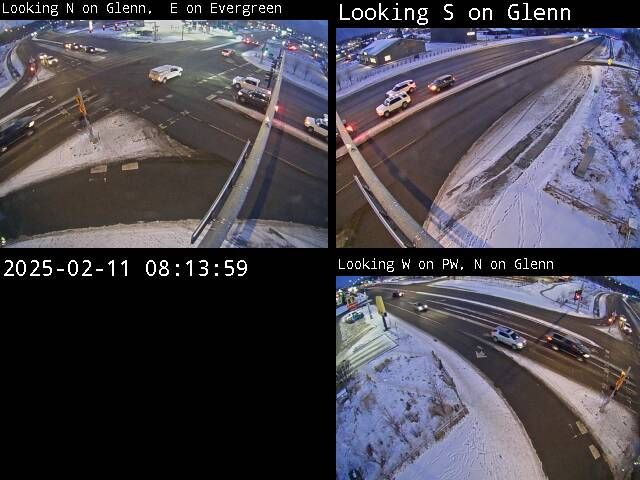 Looking N on Glenn,  E on Evergreen
Looking S on Glenn
2025-02-11 08:13:59
Looking W on PW, N on Glenn